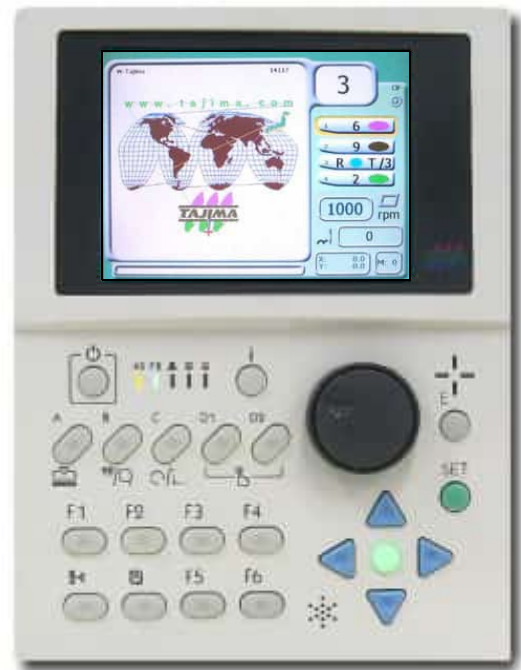 W: Tajima 14117
www.tajima.com
TAJIMA
3
6
9
R T/3
2
1000 rpm
0
X: 0.0
Y: 0.0
M: 0
A B C D1 D2
E
SET
F1 F2 F3 F4
F5 F6